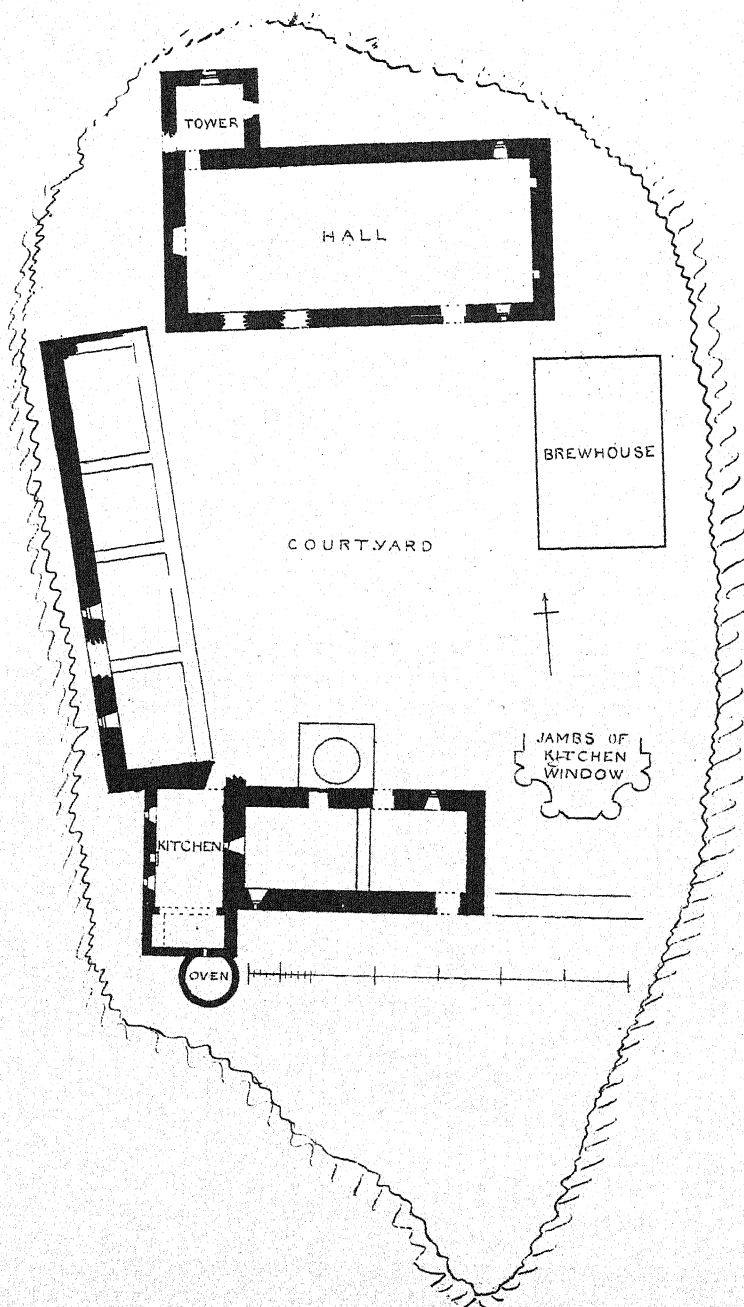 TOWER
HALL
BREWHOUSE
COURTYARD
JAMBS OF
KITCHEN
WINDOW
KITCHEN
OVEN